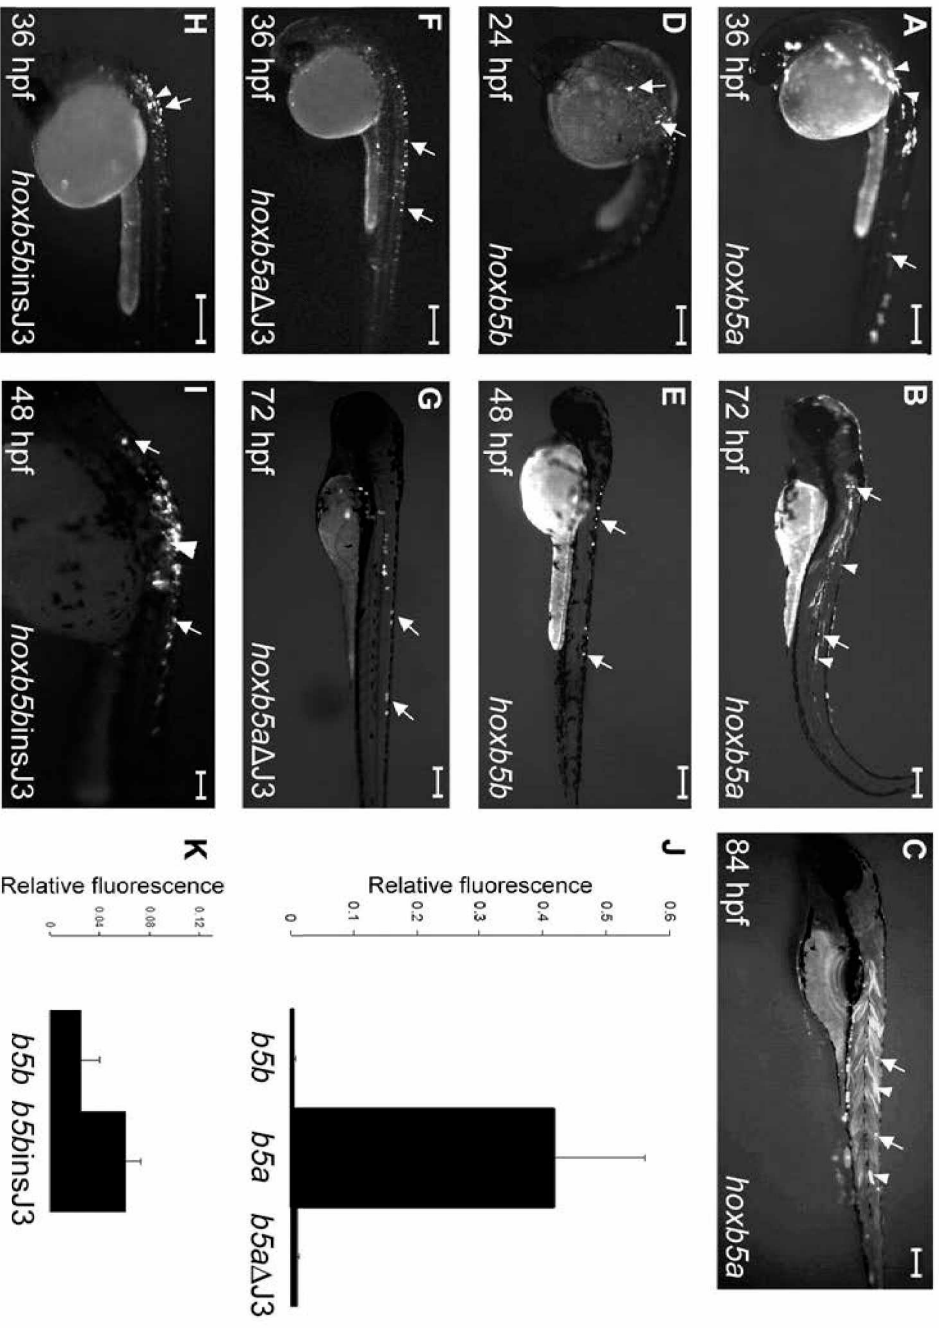 A
36 hpf
hoxb5a
B
72 hpf
hoxb5a
C
84 hpf
hoxb5a
D
24 hpf
hoxb5b
E
48 hpf
hoxb5b
F
36 hpf
hoxb5aΔJ3
G
72 hpf
hoxb5aΔJ3
H
36 hpf
hoxb5binsJ3
I
48 hpf
hoxb5binsJ3
J
Relative fluorescence
0.6
0.5
0.4
0.3
0.2
0.1
0
b5b b5a b5aΔJ3
K
Relative fluorescence
0.12
0.08
0.04
0
b5b b5binsJ3